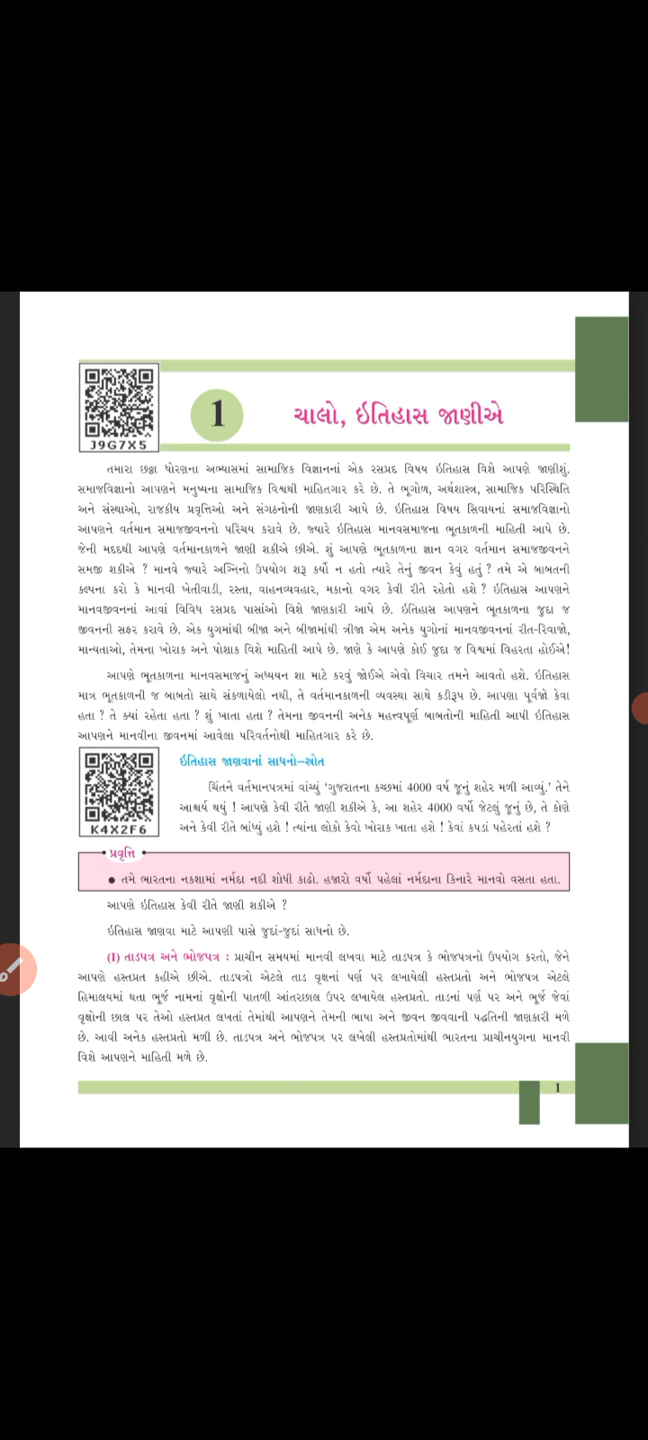 J9G7X5
1
ચાલો, ઇતિહાસ જાણીએ
તમારા છઠ્ઠા ધોરણના અભ્યાસમાં સામાજિક વિજ્ઞાનનાં એક રસપ્રદ વિષય ઇતિહાસ વિશે આપણે જાણીશું.
સમાજવિજ્ઞાનો આપણને મનુષ્યના સામાજિક વિશ્વથી માહિતગાર કરે છે. તે ભૂગોળ, અર્થશાસ્ત્ર, સામાજિક પરિસ્થિતિ
અને સંસ્થાઓ, રાજકીય પ્રવૃત્તિઓ અને સંગઠનોની જાણકારી આપે છે. ઇતિહાસ વિષય સિવાયનાં સમાજવિજ્ઞાનો
આપણને વર્તમાન સમાજજીવનનો પરિચય કરાવે છે. જ્યારે ઇતિહાસ માનવસમાજના ભૂતકાળની માહિતી આપે છે.
જેની મદદથી આપણે વર્તમાનકાળને જાણી શકીએ છીએ. શું આપણે ભૂતકાળના જ્ઞાન વગર વર્તમાન સમાજજીવનને
સમજી શકીએ ? માનવે જ્યારે અગ્નિનો ઉપયોગ શરૂ કર્યો ન હતો ત્યારે તેનું જીવન કેવું હતું ? તમે એ બાબતની
કલ્પના કરો કે માનવી ખેતીવાડી, રસ્તા, વાહનવ્યવહાર, મકાનો વગર કેવી રીતે રહેતો હશે ? ઇતિહાસ આપણને
માનવજીવનનાં આવાં વિવિધ રસપ્રદ પાસાંઓ વિશે જાણકારી આપે છે. ઇતિહાસ આપણને ભૂતકાળના જુદા જ
જીવનની સફર કરાવે છે. એક યુગમાંથી બીજા અને બીજામાંથી ત્રીજા એમ અનેક યુગોનાં માનવજીવનનાં રીત-રિવાજો,
માન્યતાઓ, તેમના ખોરાક અને પોશાક વિશે માહિતી આપે છે. જાણે કે આપણે કોઈ જુદા જ વિશ્વમાં વિહરતા હોઈએ!
આપણે ભૂતકાળના માનવસમાજનું અધ્યયન શા માટે કરવું જોઈએ એવો વિચાર તમને આવતો હશે. ઇતિહાસ
માત્ર ભૂતકાળની જ બાબતો સાથે સંકળાયેલો નથી, તે વર્તમાનકાળની વ્યવસ્થા સાથે કડીરૂપ છે. આપણા પૂર્વજો કેવા
હતા ? તે ક્યાં રહેતા હતા ? શું ખાતા હતા ? તેમના જીવનની અનેક મહત્ત્વપૂર્ણ બાબતોની માહિતી આપી ઇતિહાસ
આપણને માનવીના જીવનમાં આવેલા પરિવર્તનોથી માહિતગાર કરે છે.
K4X2F6
ઇતિહાસ જાણવાનાં સાધનો–સ્રોત
ચિંતને વર્તમાનપત્રમાં વાંચ્યું ‘ગુજરાતના કચ્છમાં 4000 વર્ષ જૂનું શહેર મળી આવ્યું.’ તેને
આશ્ચર્ય થયું ! આપણે કેવી રીતે જાણી શકીએ કે, આ શહેર 4000 વર્ષો જેટલું જૂનું છે, તે કોણે
અને કેવી રીતે બાંધ્યું હશે ! ત્યાંના લોકો કેવો ખોરાક ખાતા હશે ! કેવાં કપડાં પહેરતાં હશે ?
પ્રવૃત્તિ
● તમે ભારતના નકશામાં નર્મદા નદી શોધી કાઢો. હજારો વર્ષો પહેલાં નર્મદાના કિનારે માનવો વસતા હતા.
આપણે ઇતિહાસ કેવી રીતે જાણી શકીએ ?
ઇતિહાસ જાણવા માટે આપણી પાસે જુદાં-જુદાં સાધનો છે.
(I) તાડપત્ર અને ભોજપત્ર : પ્રાચીન સમયમાં માનવી લખવા માટે તાડપત્ર કે ભોજપત્રનો ઉપયોગ કરતો, જેને
આપણે હસ્તપ્રત કહીએ છીએ. તાડપત્રો એટલે તાડ વૃક્ષનાં પર્ણ પર લખાયેલી હસ્તપ્રતો અને ભોજપત્ર એટલે
હિમાલયમાં થતા ભૂર્જ નામનાં વૃક્ષોની પાતળી આંતરછાલ ઉપર લખાયેલ હસ્તપ્રતો. તાડનાં પર્ણ પર અને ભૂર્જ જેવાં
વૃક્ષોની છાલ પર તેઓ હસ્તપ્રત લખતાં તેમાંથી આપણને તેમની ભાષા અને જીવન જીવવાની પદ્ધતિની જાણકારી મળે
છે. આવી અનેક હસ્તપ્રતો મળી છે. તાડપત્ર અને ભોજપત્ર પર લખેલી હસ્તપ્રતોમાંથી ભારતના પ્રાચીનયુગના માનવી
વિશે આપણને માહિતી મળે છે.
1